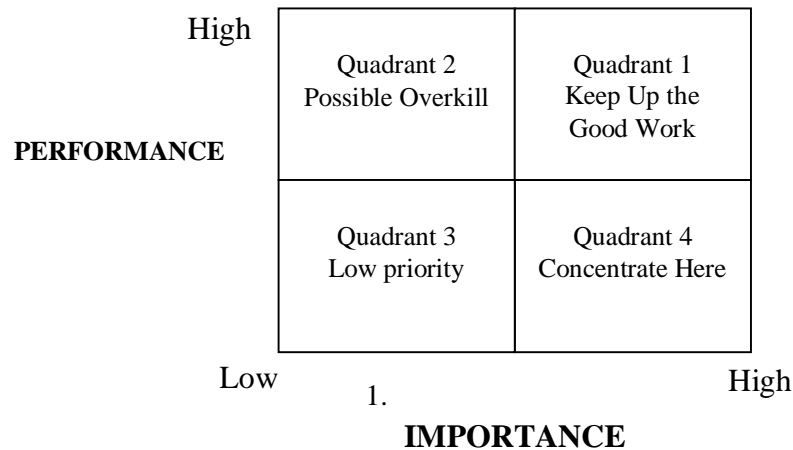 High
Quadrant 2
Possible Overkill
Quadrant 1
Keep Up the
Good Work
PERFORMANCE
Quadrant 3
Low priority
Quadrant 4
Concentrate Here
Low
1.
High
IMPORTANCE